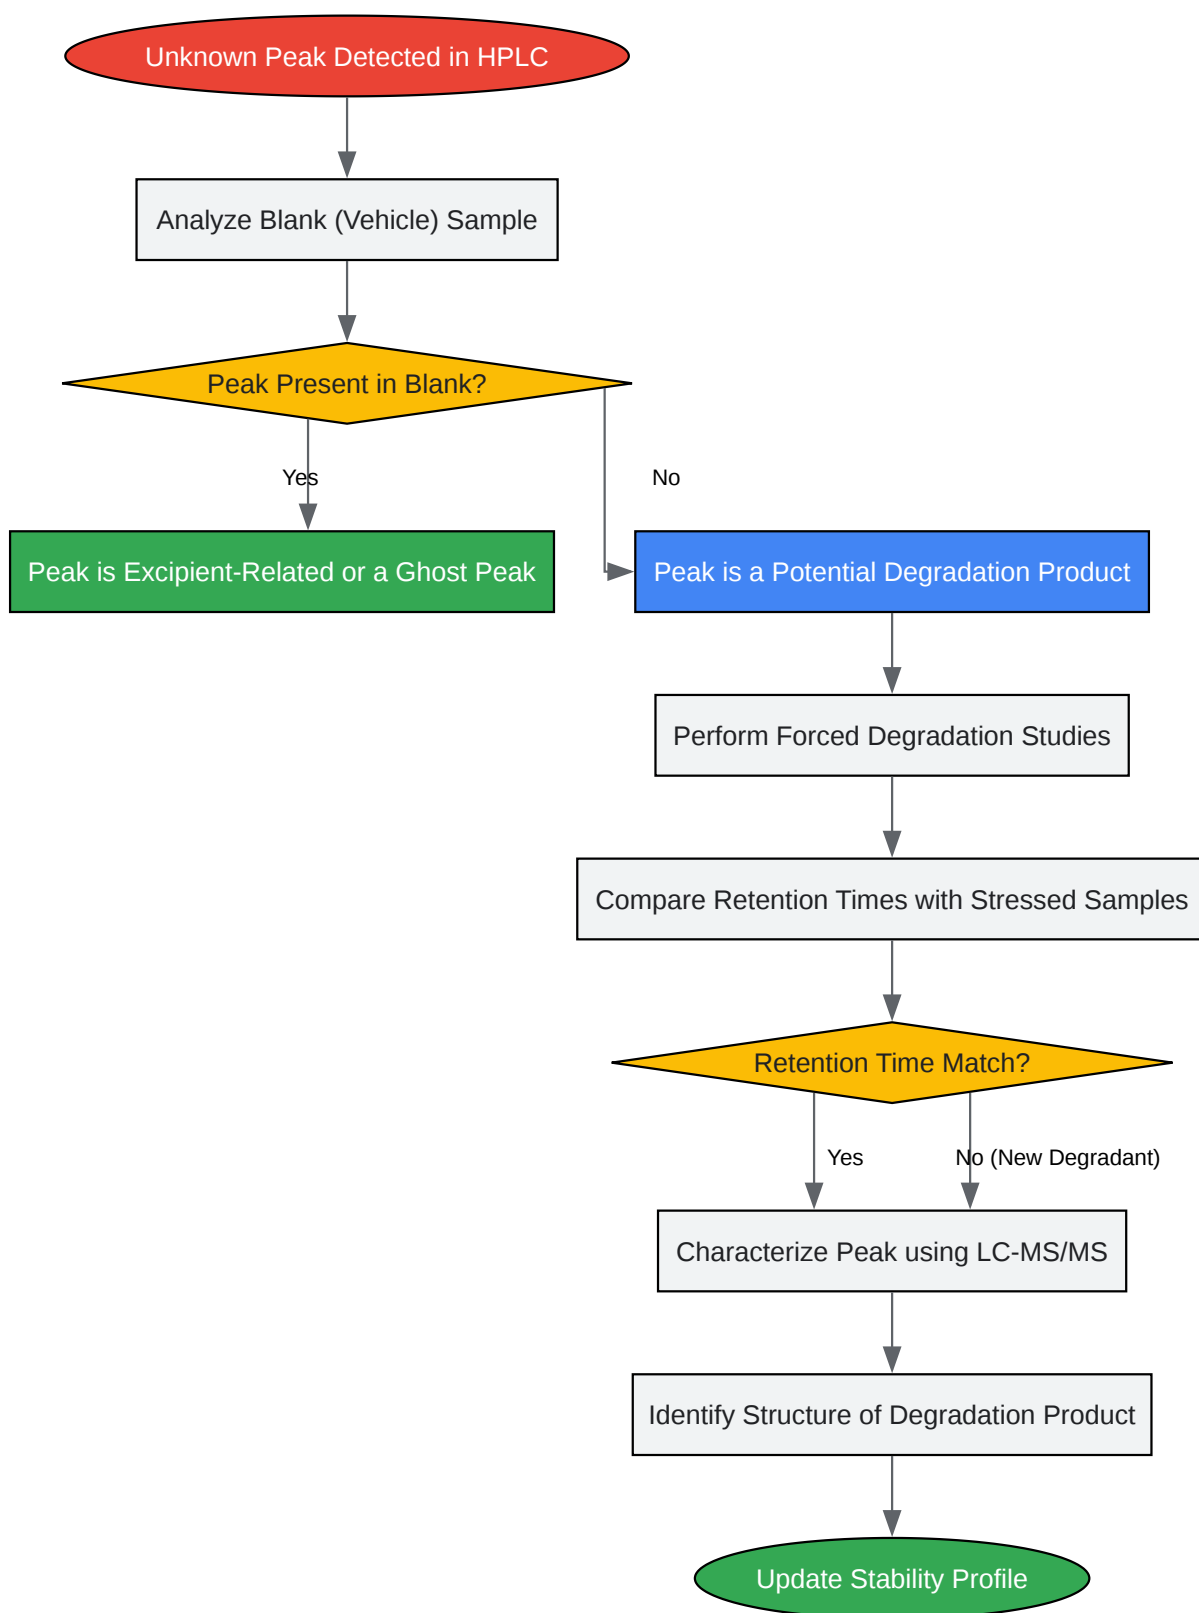 Unknown Peak Detected in HPLC
Analyze Blank (Vehicle) Sample
Peak Present in Blank?
Yes
No
Peak is Excipient-Related or a Ghost Peak
Peak is a Potential Degradation Product
Perform Forced Degradation Studies
Compare Retention Times with Stressed Samples
Retention Time Match?
Yes
No (New Degradant)
Characterize Peak using LC-MS/MS
Identify Structure of Degradation Product
Update Stability Profile